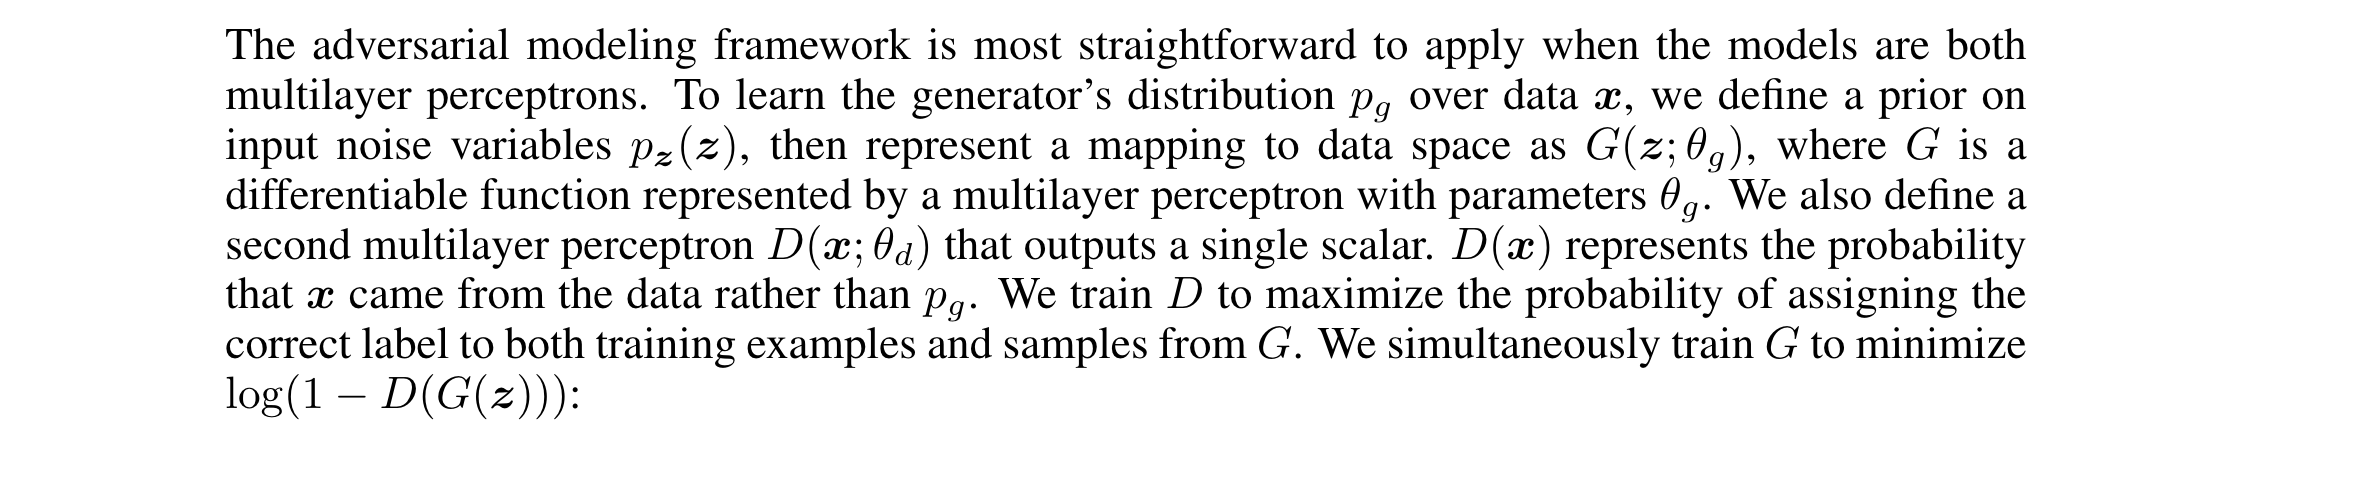 The adversarial modeling framework is most straightforward to apply when the models are both
multilayer perceptrons. To learn the generator’s distribution $p_g$ over data $\boldsymbol{x}$, we define a prior on
input noise variables $p_{\boldsymbol{z}}(\boldsymbol{z})$, then represent a mapping to data space as $G(\boldsymbol{z}; \theta_g)$, where $G$ is a
differentiable function represented by a multilayer perceptron with parameters $\theta_g$. We also define a
second multilayer perceptron $D(\boldsymbol{x}; \theta_d)$ that outputs a single scalar. $D(\boldsymbol{x})$ represents the probability
that $\boldsymbol{x}$ came from the data rather than $p_g$. We train $D$ to maximize the probability of assigning the
correct label to both training examples and samples from $G$. We simultaneously train $G$ to minimize
$\log(1 - D(G(\boldsymbol{z})))$: